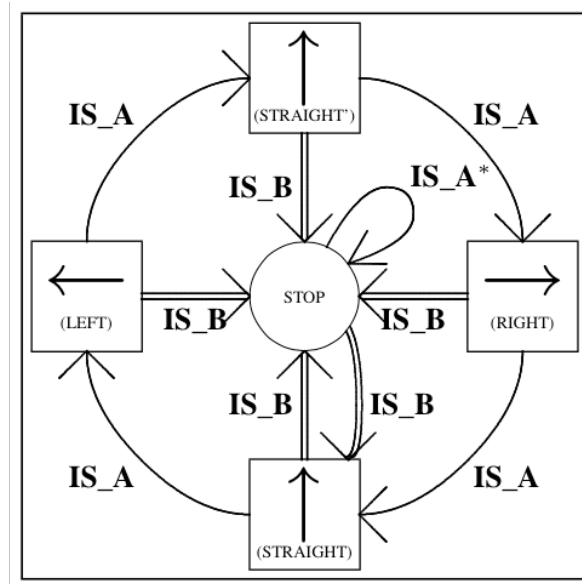 (STRAIGHT')
IS_A
IS_A
IS_B
IS_A*
(LEFT)
STOP
(RIGHT)
IS_B
IS_B
IS_B
IS_B
IS_A
IS_A
(STRAIGHT)